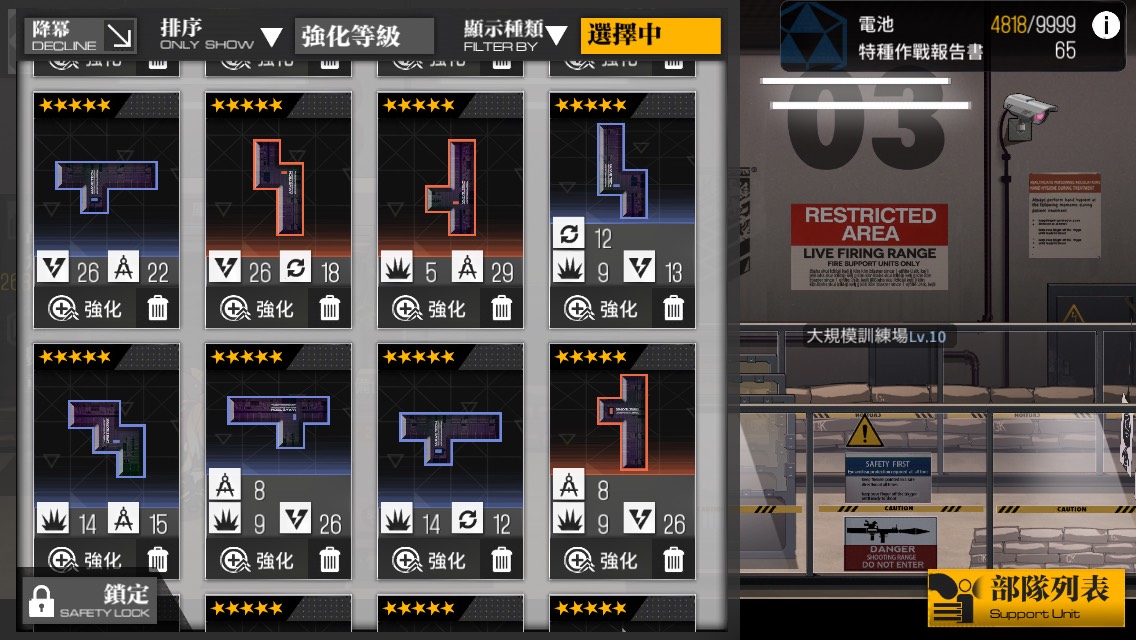 降冪
DECLINE
排序
ONLY SHOW
強化等級
顯示種類
FILTER BY
選擇中
電池
4818/9999
特種作戰報告書
65
03
RESTRICTED
AREA
LIVE FIRING RANGE
FIRE SUPPORT UNITS ONLY
26 22
強化
26 18
強化
5 29
強化
12
9 13
強化
大規模訓練場Lv.10
14 15
強化
8
9 26
強化
14 12
強化
8
9 26
強化
SAFETY FIRST
CAUTION
CAUTION
DANGER
SHOOTING RANGE
DO NOT ENTER
鎖定
SAFETY LOCK
部隊列表
Support Unit